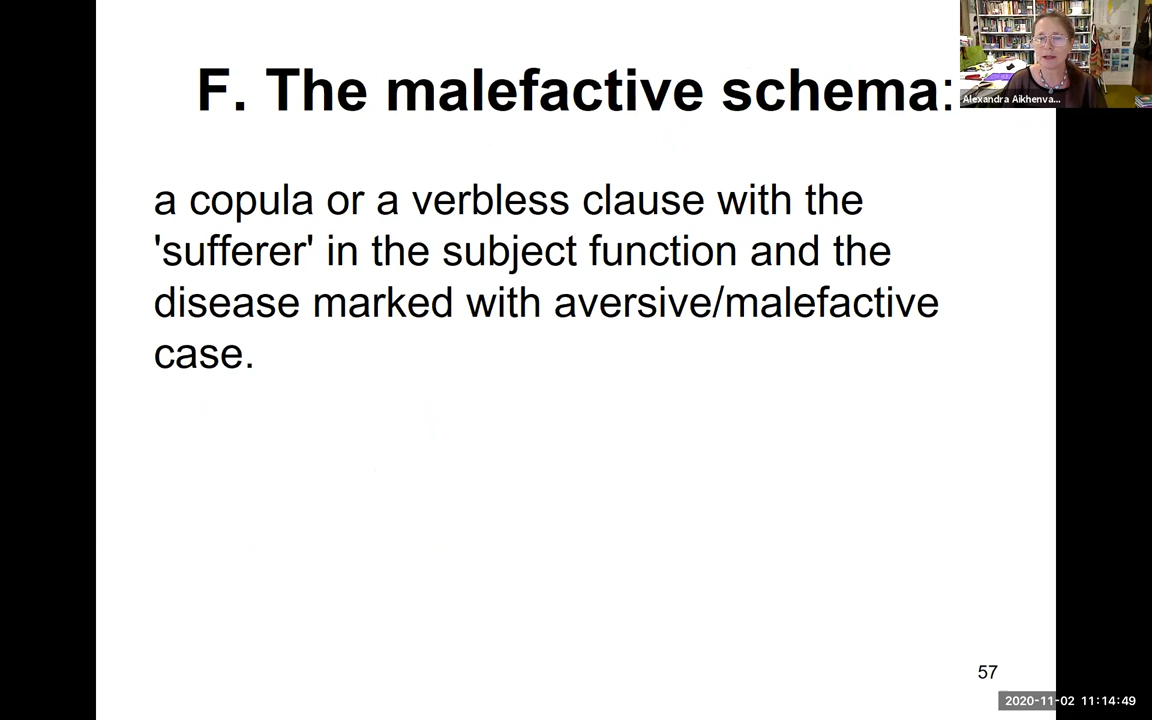 F. The malefactive schema:
Alexandra Aikhenva...
a copula or a verbless clause with the
'sufferer' in the subject function and the
disease marked with aversive/malefactive
case.
57
2020-11-02 11:14:49